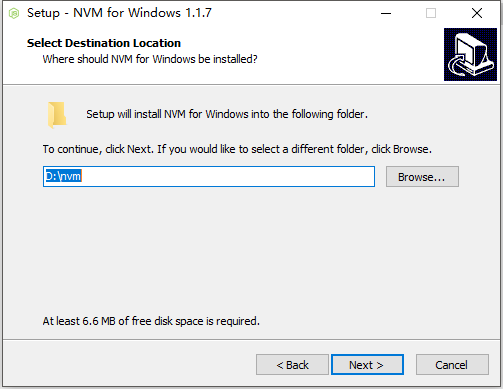 Setup - NVM for Windows 1.1.7
Select Destination Location
Where should NVM for Windows be installed?
Setup will install NVM for Windows into the following folder.
To continue, click Next. If you would like to select a different folder, click Browse.
D:\nvm
Browse...
At least 6.6 MB of free disk space is required.
< Back
Next >
Cancel